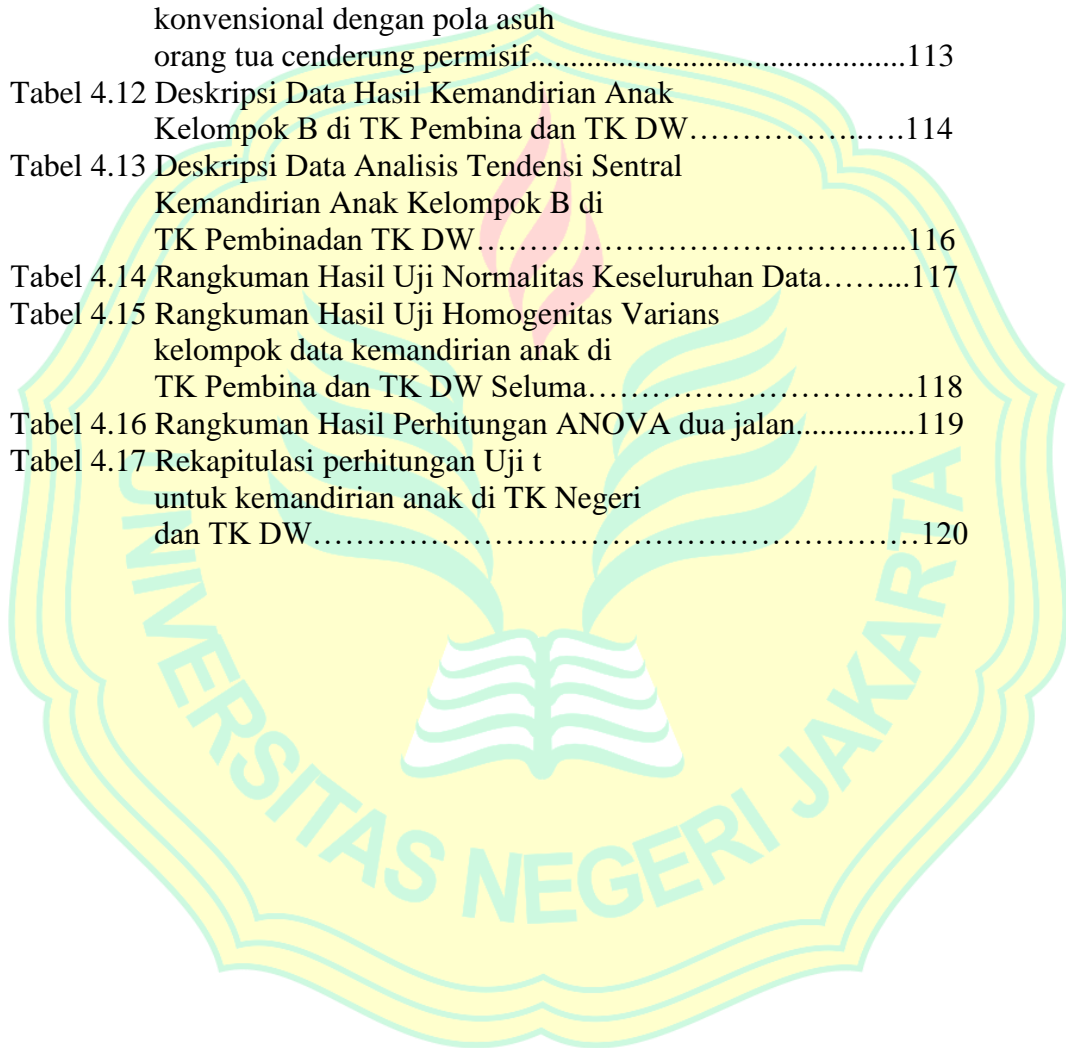 konvensional dengan pola asuh
orang tua cenderung permisif.............................................113
Tabel 4.12 Deskripsi Data Hasil Kemandirian Anak
Kelompok B di TK Pembina dan TK DW……………..….114
Tabel 4.13 Deskripsi Data Analisis Tendensi Sentral
Kemandirian Anak Kelompok B di
TK Pembinadan TK DW…………………………………..116
Tabel 4.14 Rangkuman Hasil Uji Normalitas Keseluruhan Data……...117
Tabel 4.15 Rangkuman Hasil Uji Homogenitas Varians
kelompok data kemandirian anak di
TK Pembina dan TK DW Seluma………………………….118
Tabel 4.16 Rangkuman Hasil Perhitungan ANOVA dua jalan...............119
Tabel 4.17 Rekapitulasi perhitungan Uji t
untuk kemandirian anak di TK Negeri
dan TK DW…………………………………………………120
UNIVERSITAS NEGERI JAKARTA